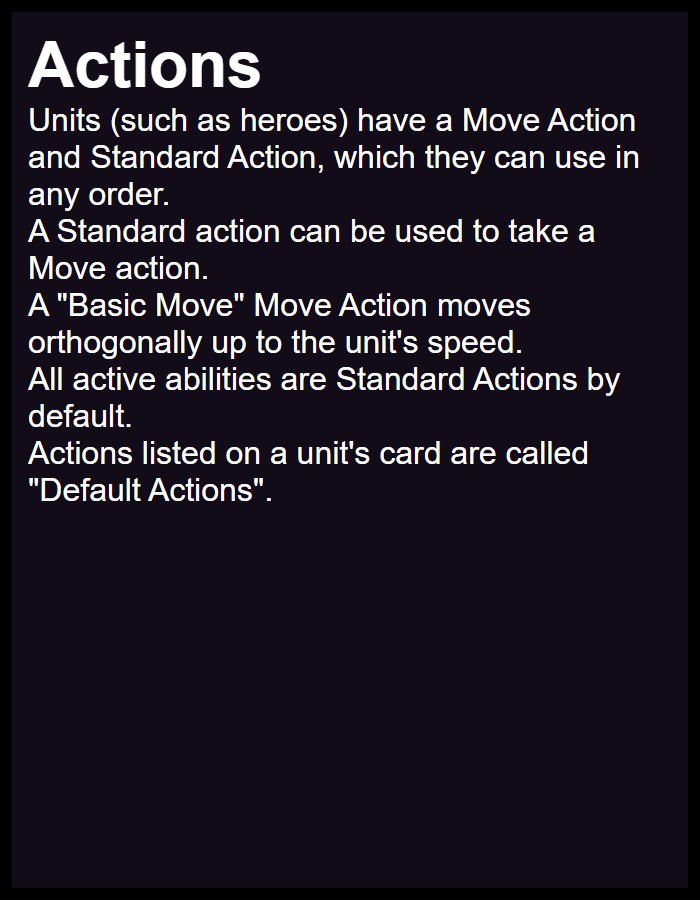 Actions
Units (such as heroes) have a Move Action
and Standard Action, which they can use in
any order.
A Standard action can be used to take a
Move action.
A "Basic Move" Move Action moves
orthogonally up to the unit's speed.
All active abilities are Standard Actions by
default.
Actions listed on a unit's card are called
"Default Actions".